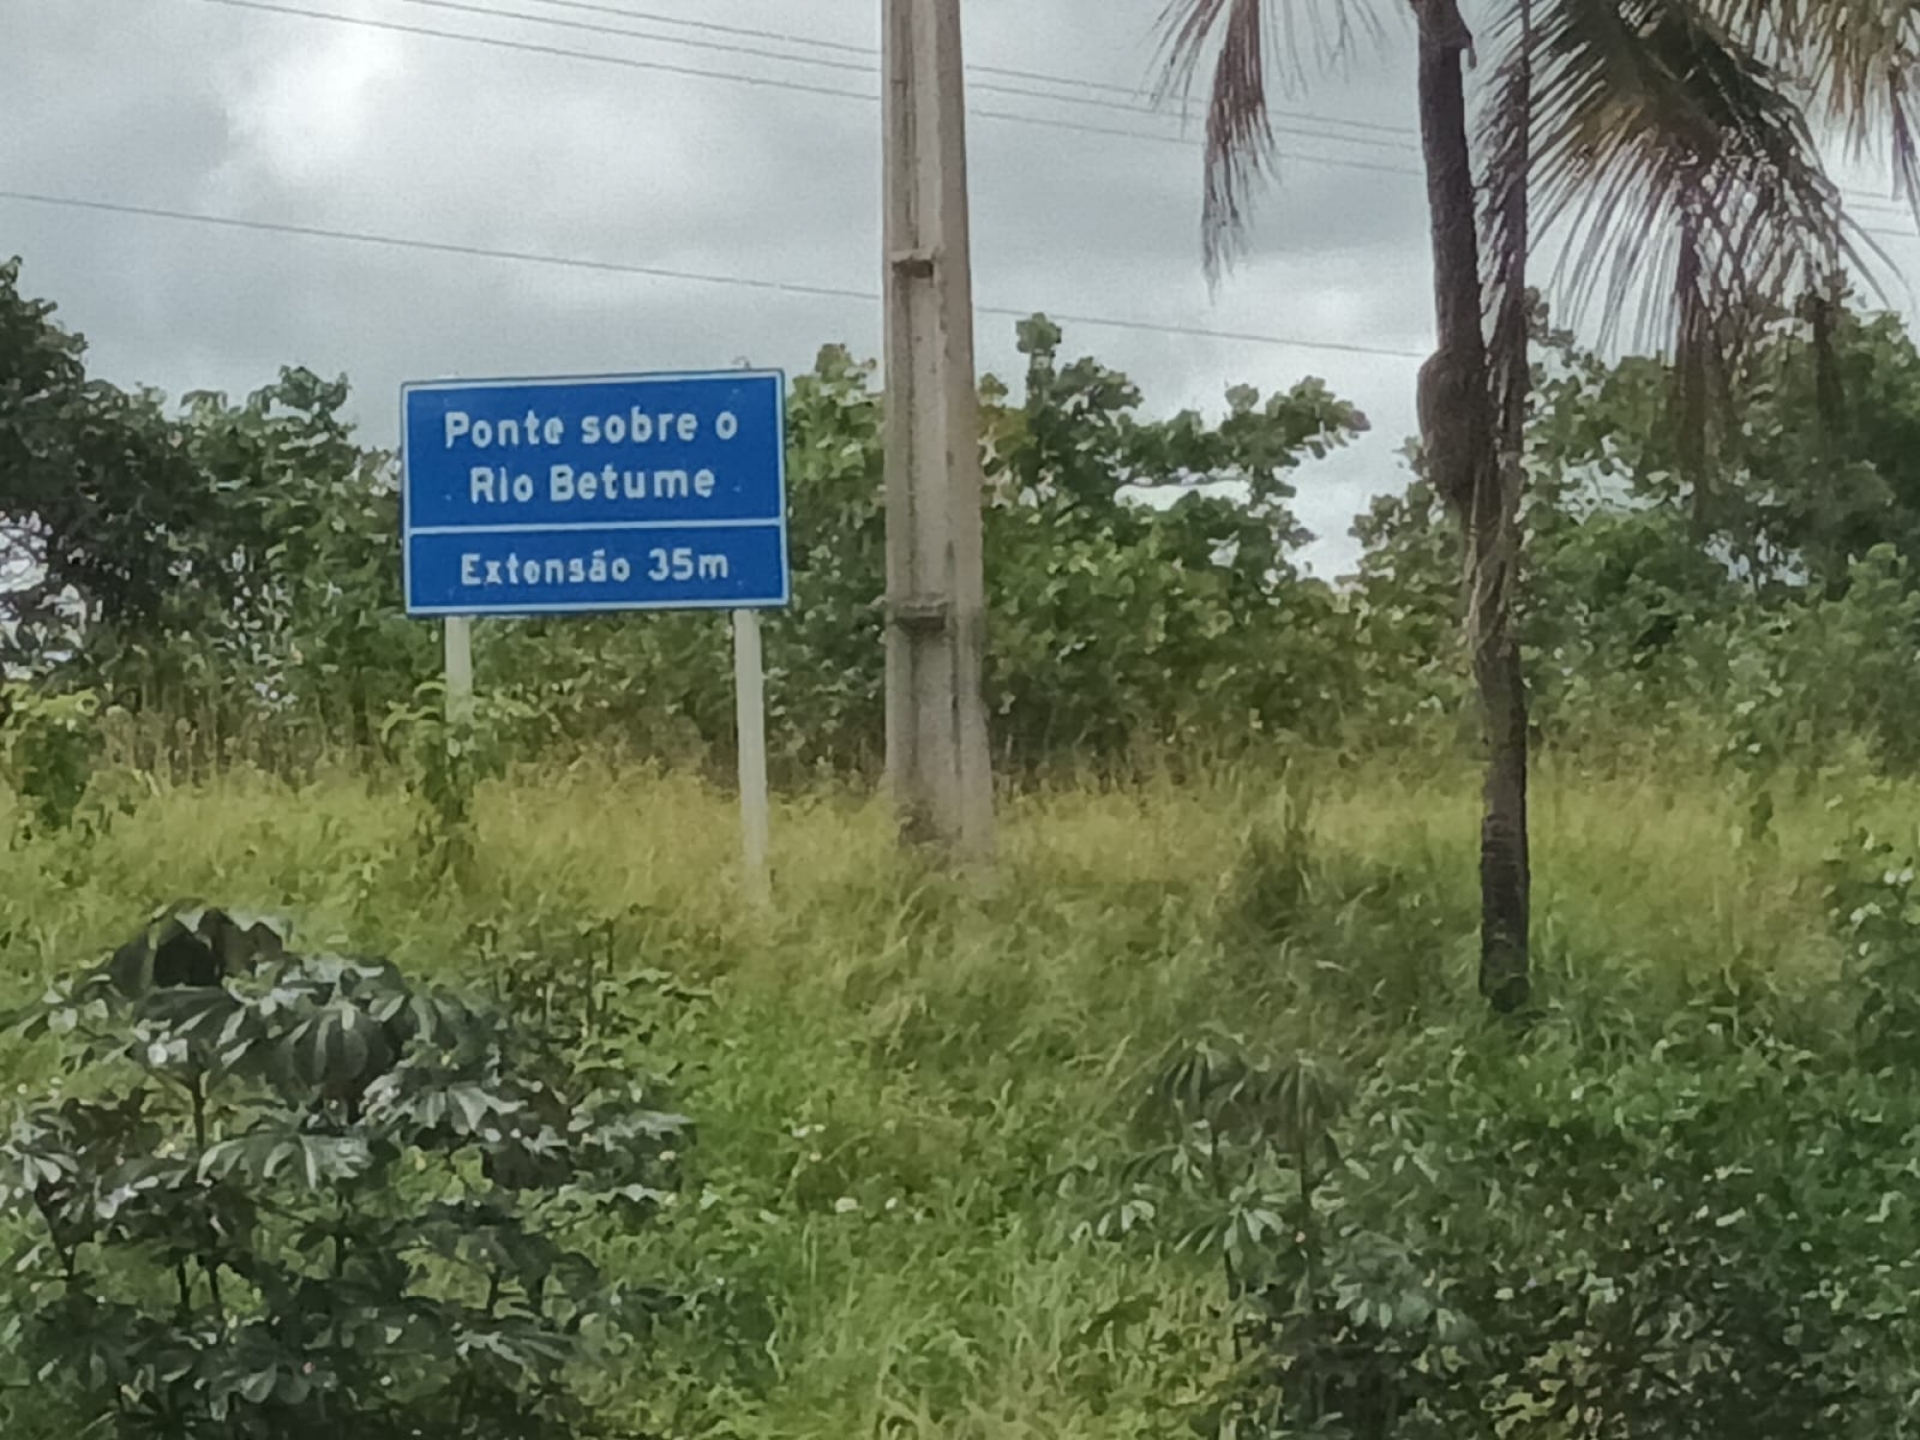 Ponte sobre o
Rio Betume
Extensão 35m